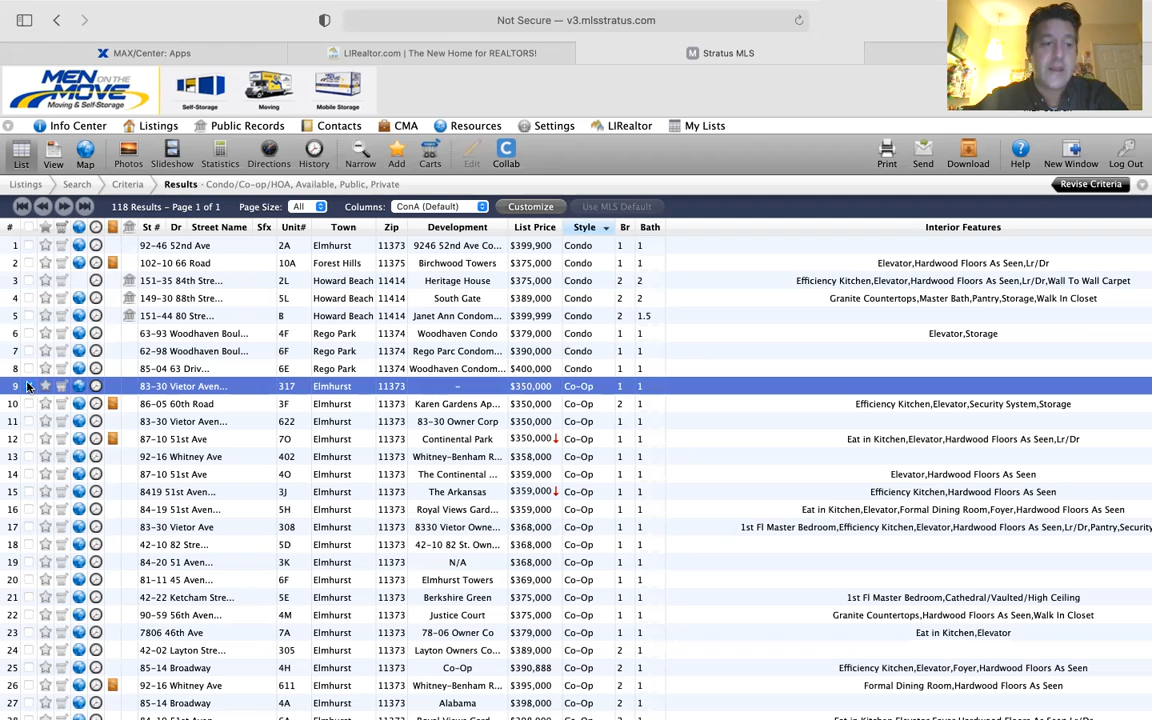 Not Secure — v3.mlsstratus.com
MAX/Center: Apps
LIRealtor.com | The New Home for REALTORS!
Stratus MLS
MEN ON THE MOVE
Moving & Self-Storage
Self-Storage
Moving
Mobile Storage
Info Center Listings Public Records Contacts CMA Resources Settings LIRealtor My Lists
List View Map Photos Slideshow Statistics Directions History Narrow Add Carts Edit Collab Print Send Download Help New Window Log Out
Listings Search Criteria Results · Condo/Co-op/HOA, Available, Public, Private Revise Criteria
118 Results - Page 1 of 1 Page Size: All Columns: ConA (Default) Customize Use MLS Default
# St # Dr Street Name Sfx Unit# Town Zip Development List Price Style Br Bath Interior Features
1 92-46 52nd Ave 2A Elmhurst 11373 9246 52nd Ave Co... $399,900 Condo 1 1
2 102-10 66 Road 10A Forest Hills 11375 Birchwood Towers $375,000 Condo 1 1 Elevator,Hardwood Floors As Seen,Lr/Dr
3 151-35 84th Stre... 2L Howard Beach 11414 Heritage House $375,000 Condo 2 2 Efficiency Kitchen,Elevator,Hardwood Floors As Seen,Lr/Dr,Wall To Wall Carpet
4 149-30 88th Stre... 5L Howard Beach 11414 South Gate $389,000 Condo 2 2 Granite Countertops,Master Bath,Pantry,Storage,Walk In Closet
5 151-44 80 Stre... B Howard Beach 11414 Janet Ann Condom... $399,999 Condo 2 1.5
6 63-93 Woodhaven Boul... 4F Rego Park 11374 Woodhaven Condo $379,000 Condo 1 1 Elevator,Storage
7 62-98 Woodhaven Boul... 6F Rego Park 11374 Rego Parc Condom... $390,000 Condo 1 1
8 85-04 63 Driv... 6E Rego Park 11374 Woodhaven Condom... $400,000 Condo 1 1
9 83-30 Vietor Aven... 317 Elmhurst 11373 – $350,000 Co-Op 1 1
10 86-05 60th Road 3F Elmhurst 11373 Karen Gardens Ap... $350,000 Co-Op 2 1 Efficiency Kitchen,Elevator,Security System,Storage
11 83-30 Vietor Aven... 622 Elmhurst 11373 83-30 Owner Corp $350,000 Co-Op 1 1
12 87-10 51st Ave 7O Elmhurst 11373 Continental Park $350,000 Co-Op 1 1 Eat in Kitchen,Elevator,Hardwood Floors As Seen,Lr/Dr
13 92-16 Whitney Ave 402 Elmhurst 11373 Whitney-Benham R... $358,000 Co-Op 1 1
14 87-10 51st Ave 4O Elmhurst 11373 The Continental ... $359,000 Co-Op 1 1 Elevator,Hardwood Floors As Seen
15 8419 51st Aven... 3J Elmhurst 11373 The Arkansas $359,000 Co-Op 1 1 Efficiency Kitchen,Hardwood Floors As Seen
16 84-19 51st Aven... 5H Elmhurst 11373 Royal Views Gard... $359,000 Co-Op 1 1 Eat in Kitchen,Elevator,Formal Dining Room,Foyer,Hardwood Floors As Seen
17 83-30 Vietor Ave 308 Elmhurst 11373 8330 Vietor Owne... $368,000 Co-Op 1 1 1st Fl Master Bedroom,Efficiency Kitchen,Elevator,Hardwood Floors As Seen,Lr/Dr,Pantry,Security
18 42-10 82 Stre... 5D Elmhurst 11373 42-10 82 St. Own... $368,000 Co-Op 1 1
19 84-20 51 Aven... 3K Elmhurst 11373 N/A $368,000 Co-Op 1 1
20 81-11 45 Aven... 6F Elmhurst 11373 Elmhurst Towers $369,000 Co-Op 1 1
21 42-22 Ketcham Stre... 5E Elmhurst 11373 Berkshire Green $375,000 Co-Op 1 1 1st Fl Master Bedroom,Cathedral/Vaulted/High Ceiling
22 90-59 56th Aven... 4M Elmhurst 11373 Justice Court $375,000 Co-Op 1 1 Granite Countertops,Hardwood Floors As Seen,Walk In Closet
23 7806 46th Ave 7A Elmhurst 11373 78-06 Owner Co $379,000 Co-Op 1 1 Eat in Kitchen,Elevator
24 42-02 Layton Stre... 305 Elmhurst 11373 Layton Owners Co... $389,000 Co-Op 2 1
25 85-14 Broadway 4H Elmhurst 11373 Co-Op $390,888 Co-Op 2 1 Efficiency Kitchen,Elevator,Foyer,Hardwood Floors As Seen
26 92-16 Whitney Ave 611 Elmhurst 11373 Whitney-Benham R... $395,000 Co-Op 2 1 Formal Dining Room,Hardwood Floors As Seen
27 85-14 Broadway 4A Elmhurst 11373 Alabama $398,000 Co-Op 2 1